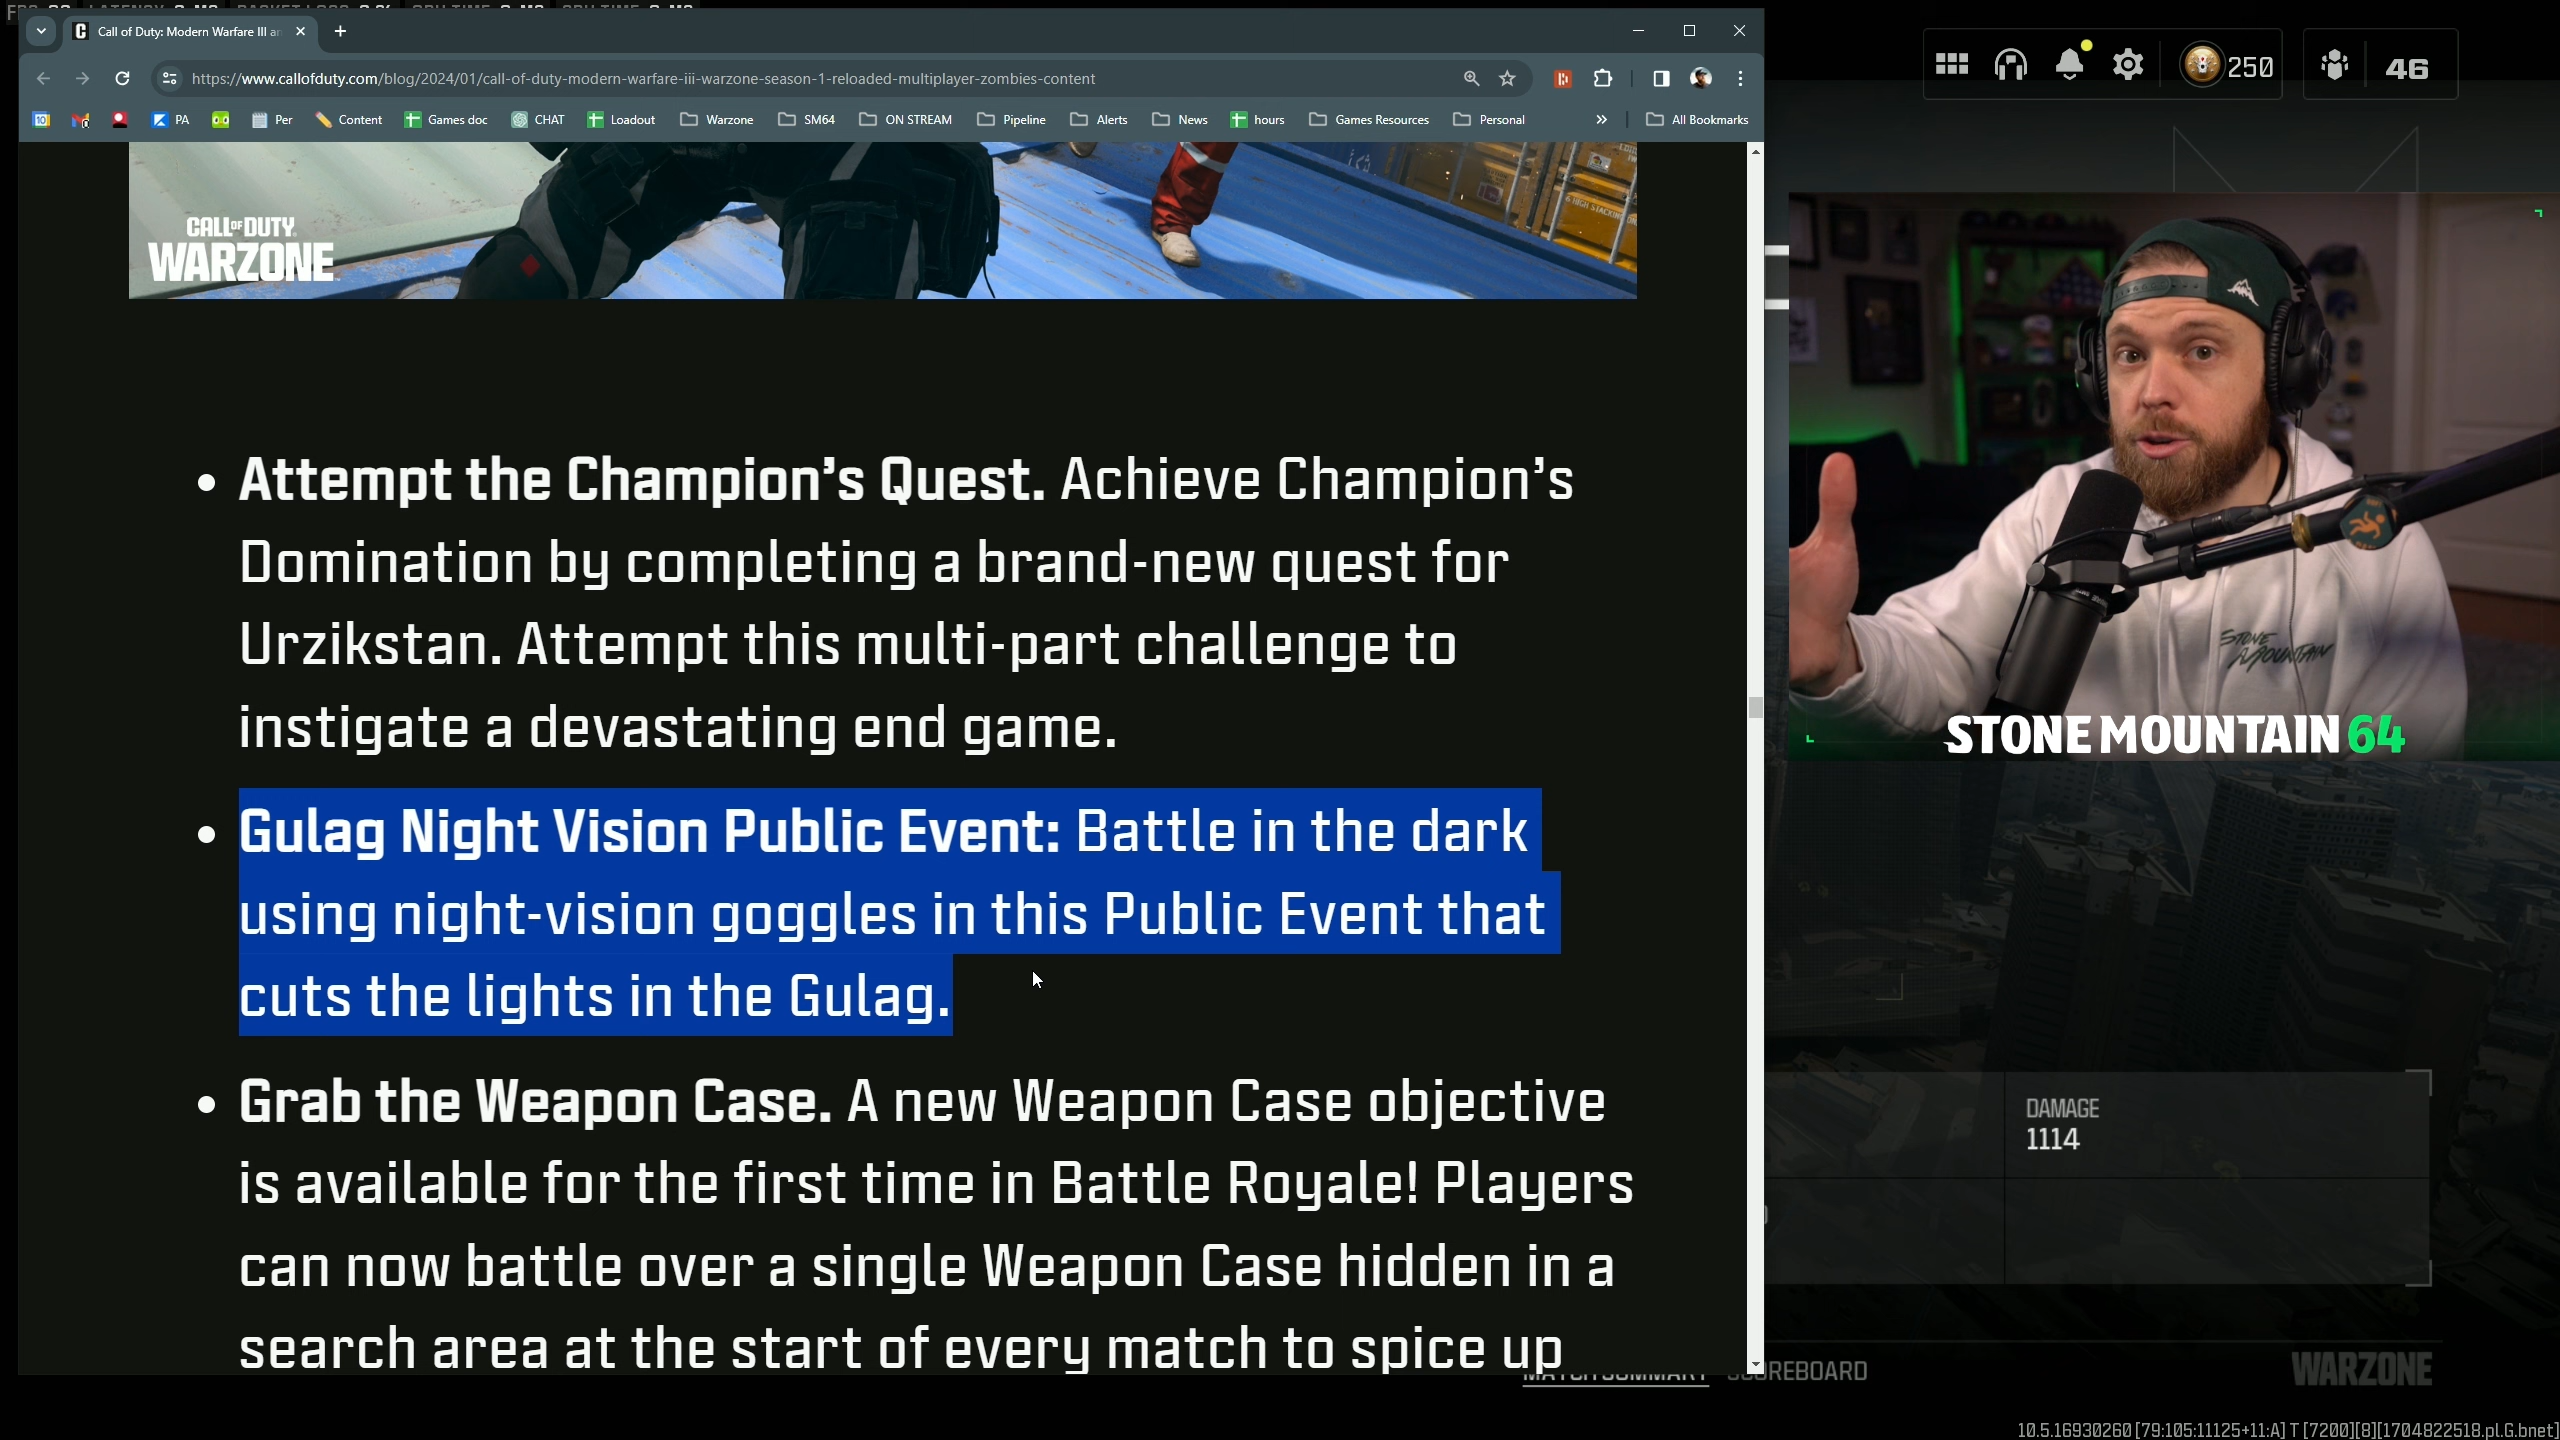 Call of Duty: Modern Warfare III an
https://www.callofduty.com/blog/2024/01/call-of-duty-modern-warfare-iii-warzone-season-1-reloaded-multiplayer-zombies-content
PA
Per
Content
Games doc
CHAT
Loadout
Warzone
SM64
ON STREAM
Pipeline
Alerts
News
hours
Games Resources
Personal
All Bookmarks
250
46
CALL OF DUTY
WARZONE
• Attempt the Champion’s Quest. Achieve Champion’s
Domination by completing a brand-new quest for
Urzikstan. Attempt this multi-part challenge to
instigate a devastating end game.
• Gulag Night Vision Public Event: Battle in the dark
using night-vision goggles in this Public Event that
cuts the lights in the Gulag.
• Grab the Weapon Case. A new Weapon Case objective
is available for the first time in Battle Royale! Players
can now battle over a single Weapon Case hidden in a
search area at the start of every match to spice up
STONE MOUNTAIN
STONE MOUNTAIN 64
DAMAGE
1114
MATCH SUMMARY
SCOREBOARD
WARZONE
10.5.16930260 [79:105:11125+11:A] T [7200][8][1704822518.pl.G.bnet]